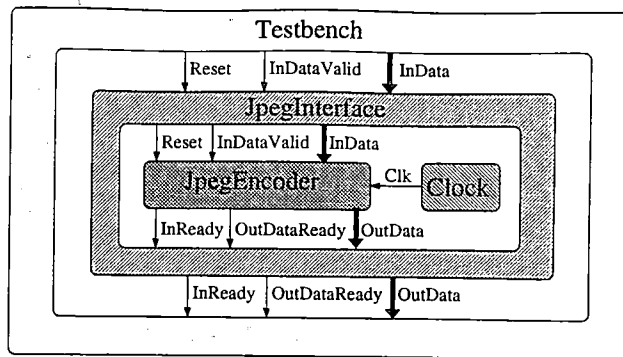 Testbench
Reset InDataValid InData
JpegInterface
Reset InDataValid InData
JpegEncoder Clk Clock
InReady OutDataReady OutData
InReady OutDataReady OutData